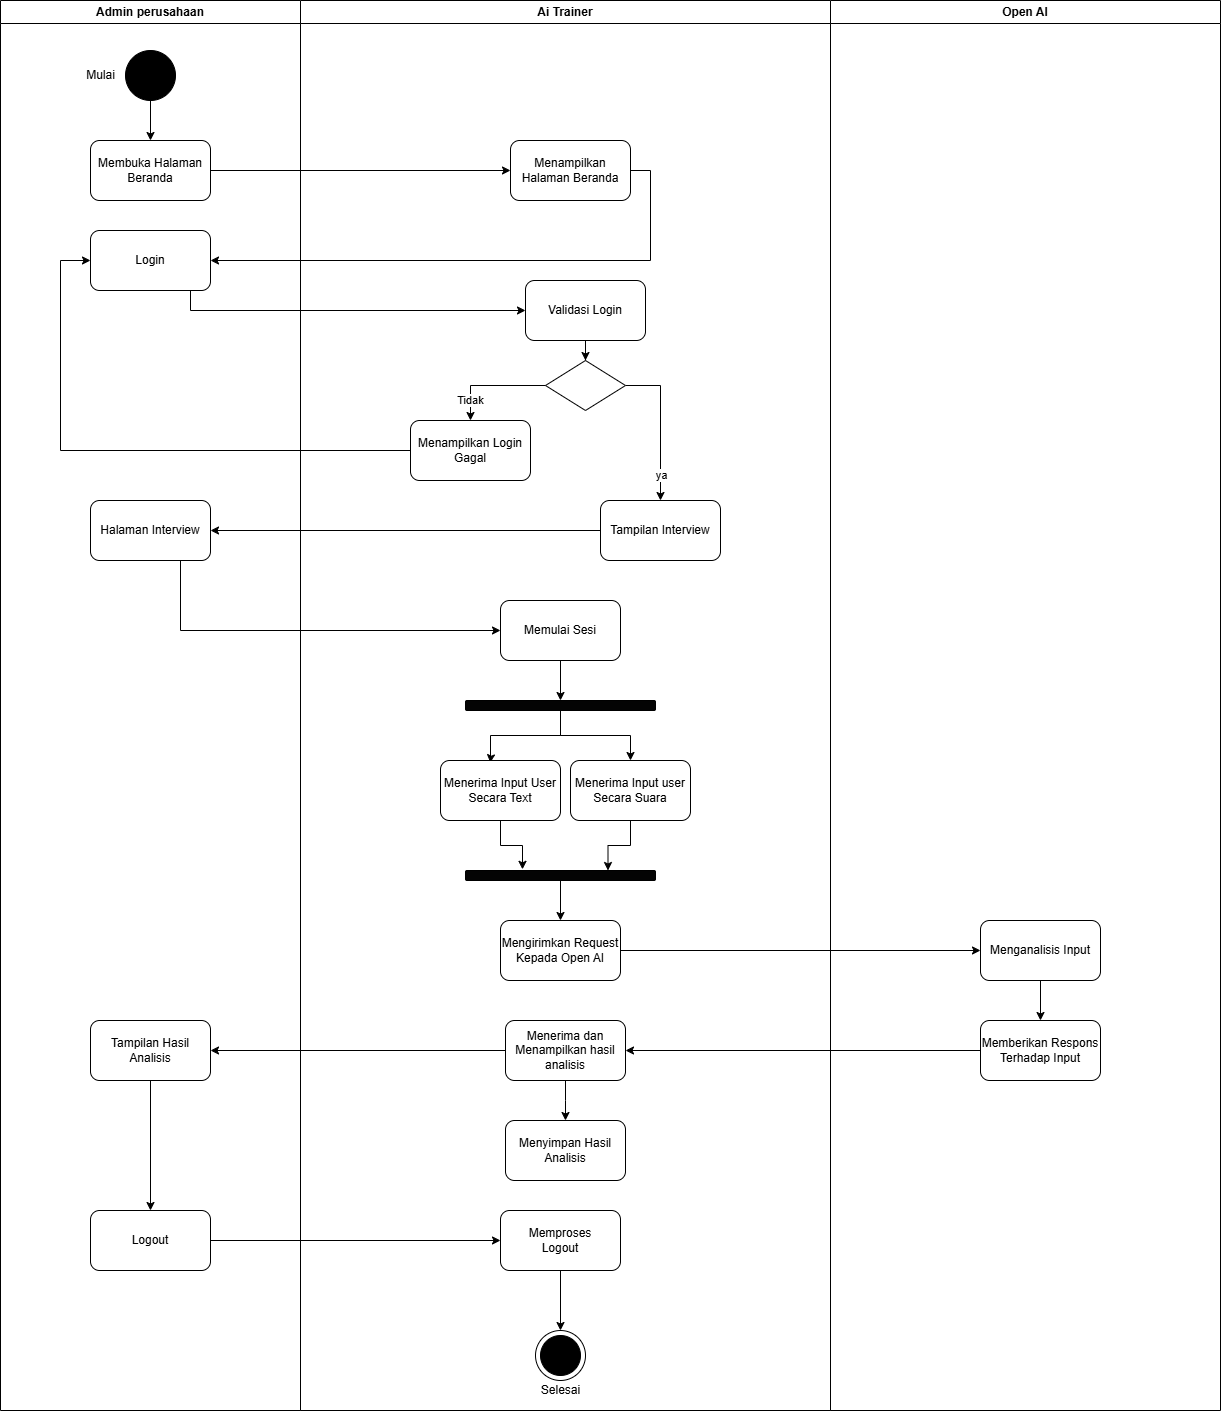 Admin perusahaan
Ai Trainer
Open AI
Mulai
Membuka Halaman
Beranda
Menampilkan
Halaman Beranda
Login
Validasi Login
Tidak
Menampilkan Login
Gagal
ya
Halaman Interview
Tampilan Interview
Memulai Sesi
Menerima Input User
Secara Text
Menerima Input user
Secara Suara
Mengirimkan Request
Kepada Open AI
Menganalisis Input
Tampilan Hasil
Analisis
Menerima dan
Menampilkan hasil
analisis
Memberikan Respons
Terhadap Input
Menyimpan Hasil
Analisis
Logout
Memproses
Logout
Selesai